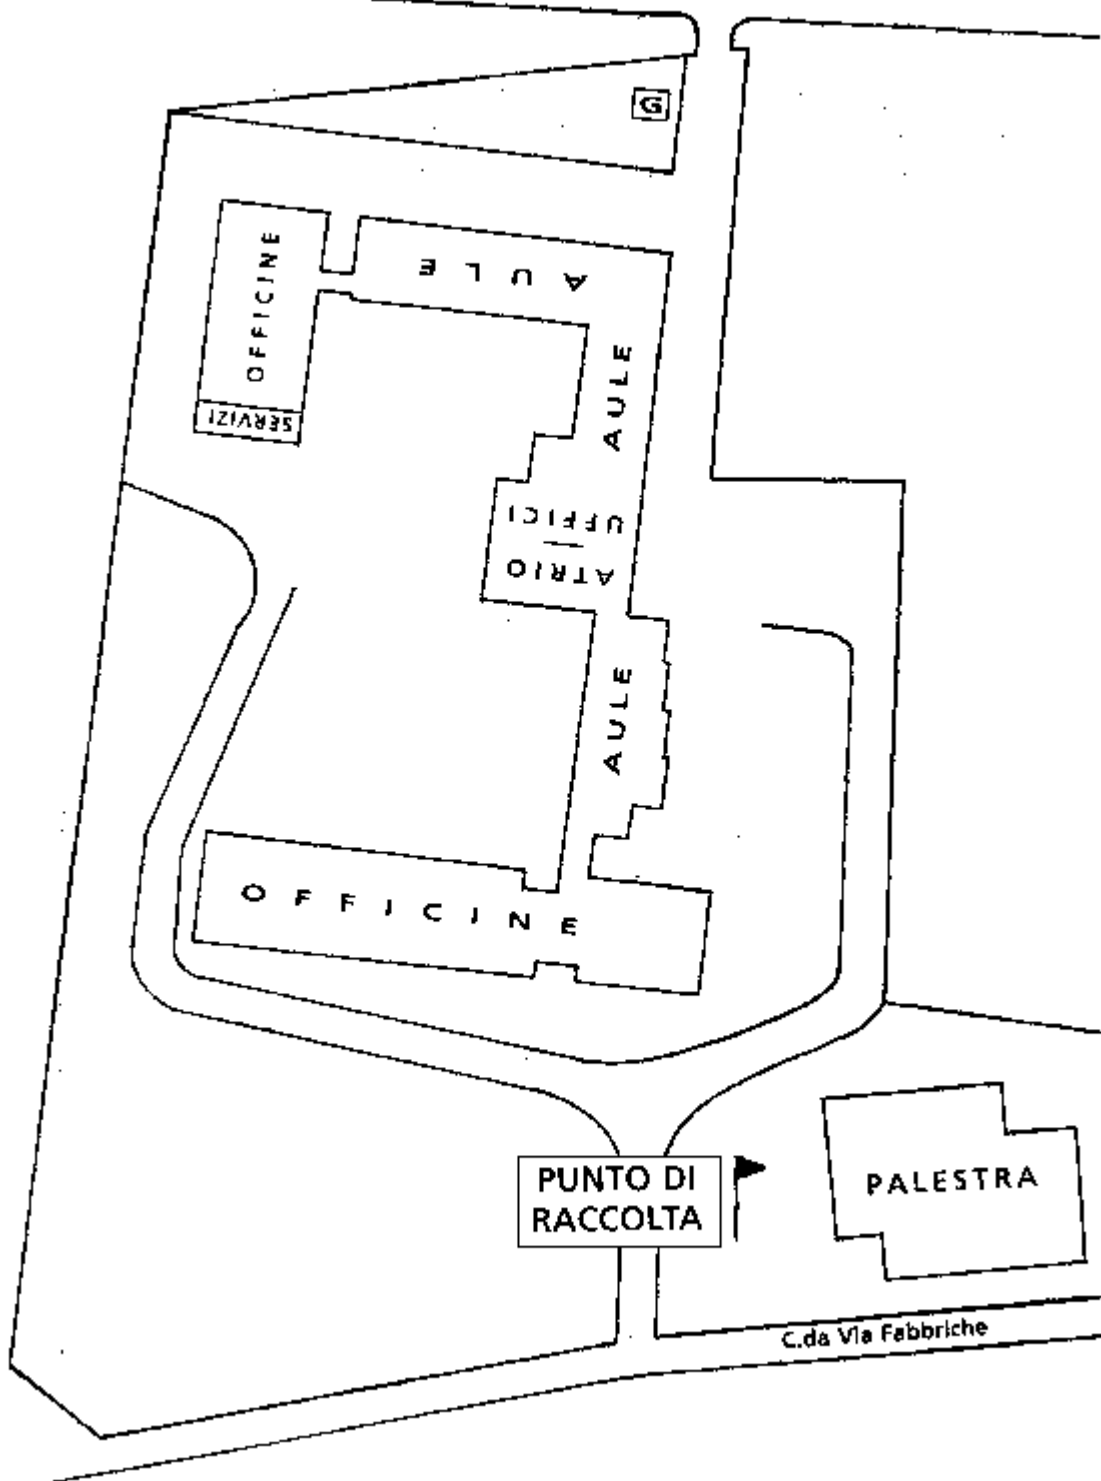 G
OFFICINE
AULE
SERVIZI
AULE
UFFICI
ATRIO
AULE
OFFICINE
PUNTO DI
RACCOLTA
PALESTRA
C.da Via Fabbriche